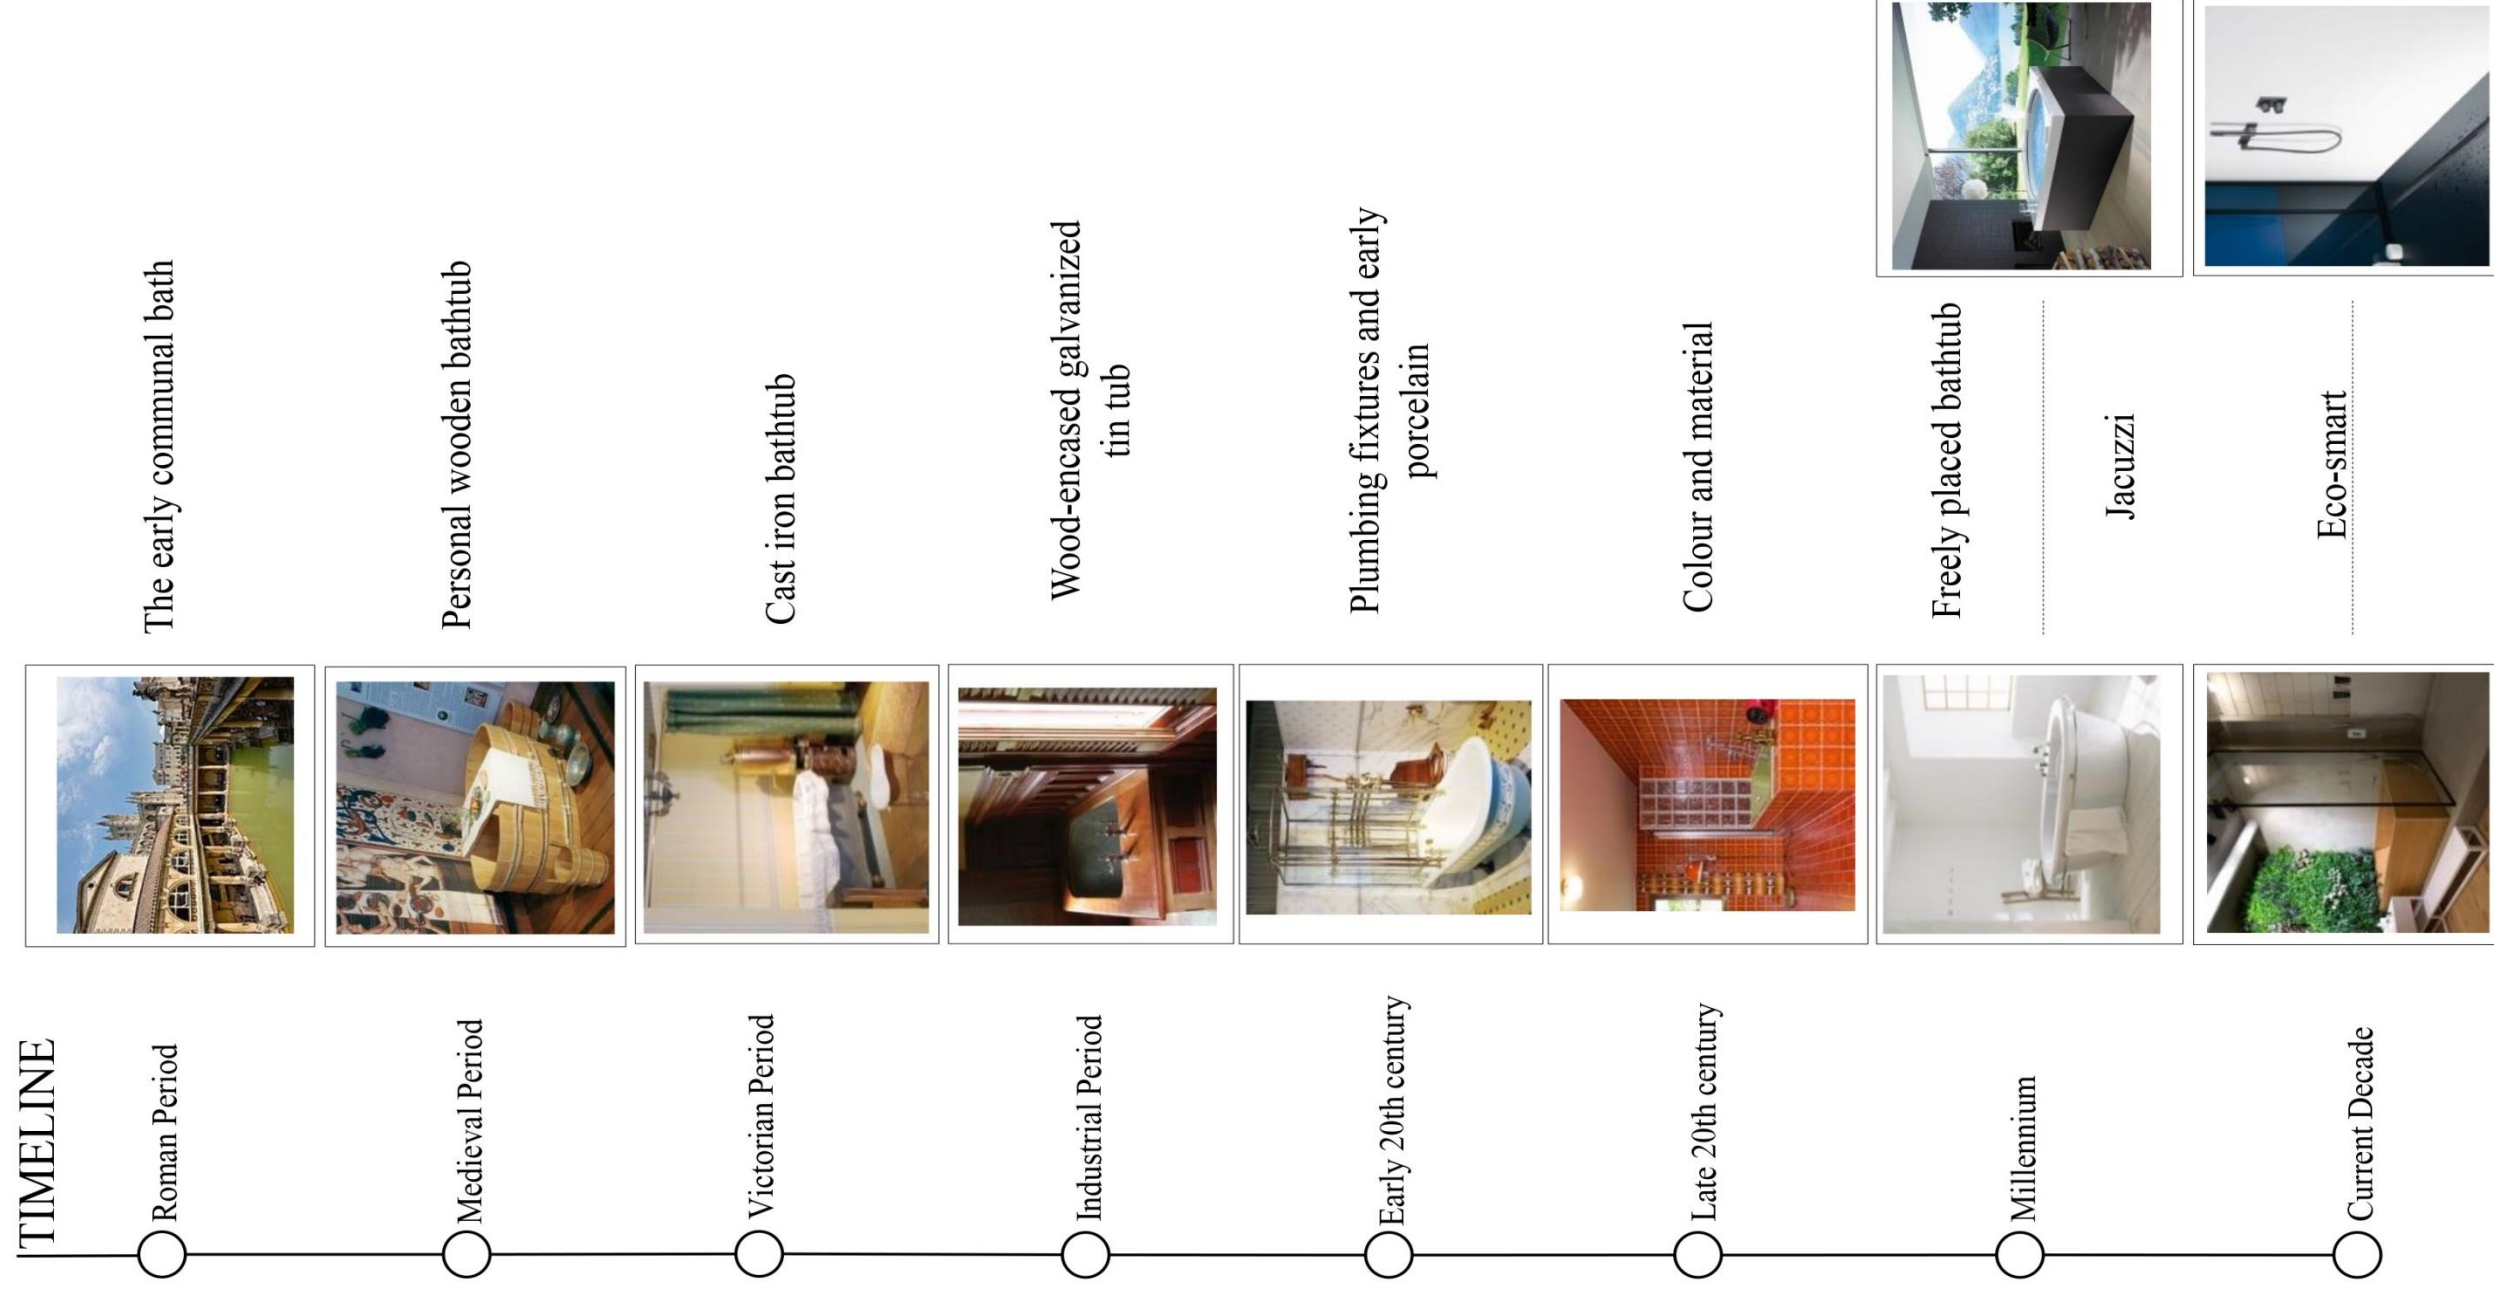 TIMELINE
Roman Period
The early communal bath
Medieval Period
Personal wooden bathtub
Victorian Period
Cast iron bathtub
Industrial Period
Wood-encased galvanized
tin tub
Early 20th century
Plumbing fixtures and early
porcelain
Late 20th century
Colour and material
Millennium
Freely placed bathtub
Jacuzzi
Current Decade
Eco-smart